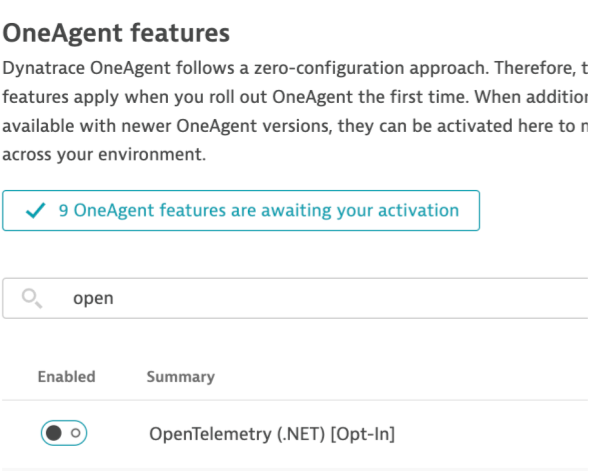 OneAgent features
Dynatrace OneAgent follows a zero-configuration approach. Therefore, t
features apply when you roll out OneAgent the first time. When addition
available with newer OneAgent versions, they can be activated here to
across your environment.
9 OneAgent features are awaiting your activation
open
Enabled Summary
OpenTelemetry (.NET) [Opt-In]